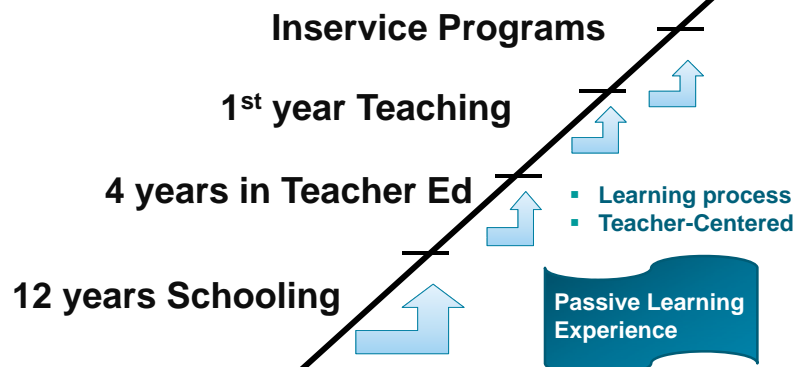 Inservice Programs
1st year Teaching
4 years in Teacher Ed
▪ Learning process
▪ Teacher-Centered
12 years Schooling
Passive Learning
Experience